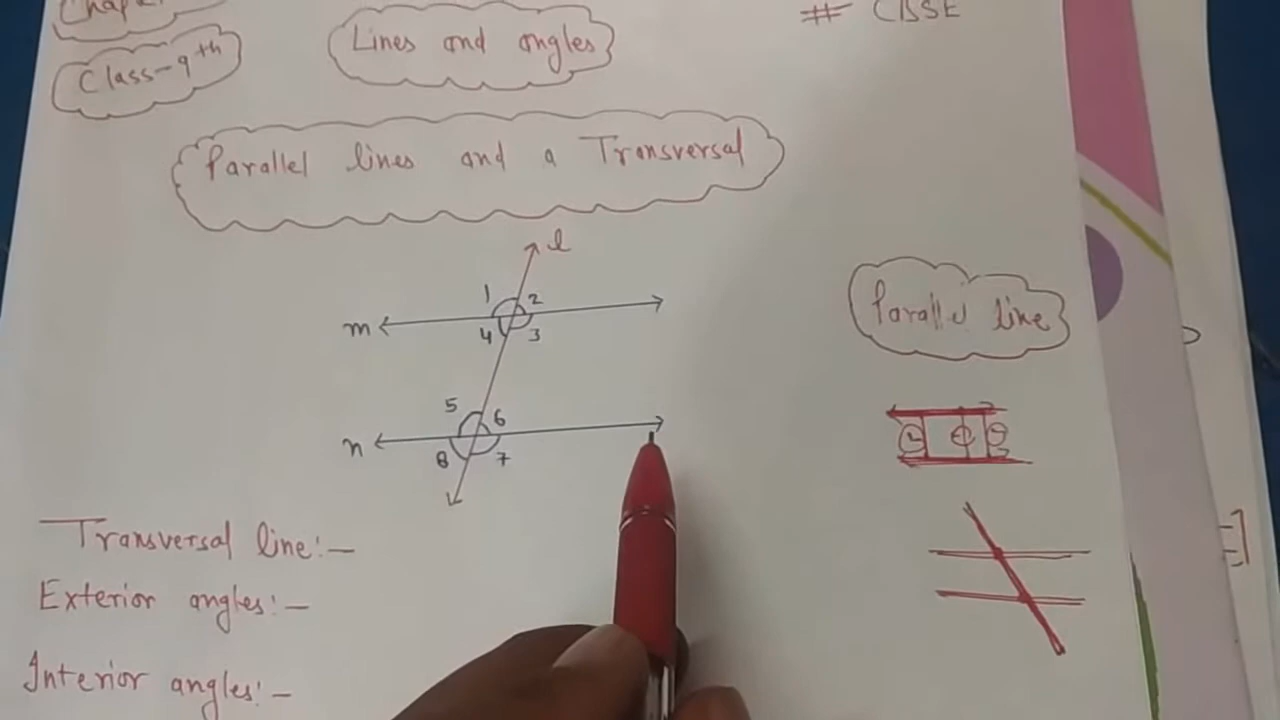 # CBSE
Class-9th
Lines and angles
Parallel lines and a Transversal
l
1 2
m
4 3
Parallel line
5 6
n
8 7
Transversal line:-
Exterior angles:-
Interior angles:-